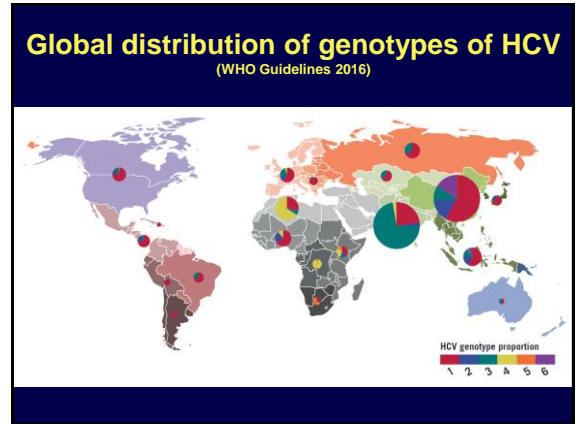 Global distribution of genotypes of HCV
(WHO Guidelines 2016)
HCV genotype proportion
1 2 3 4 5 6